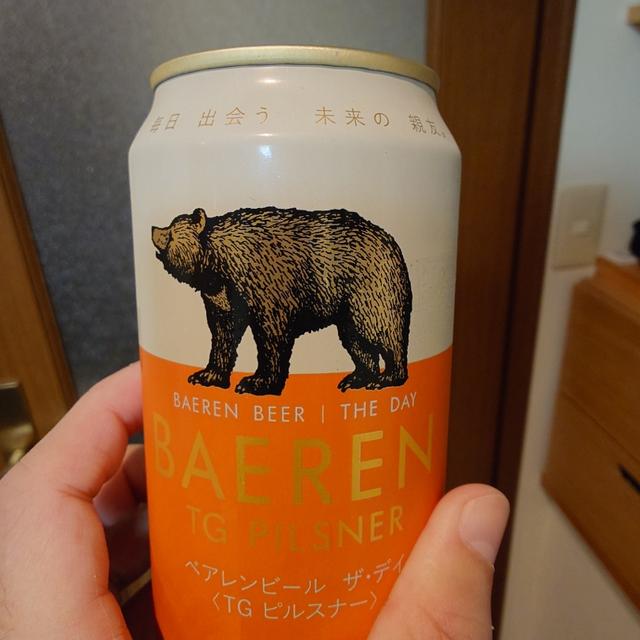 毎日 出会う 未来の 親友。
BAEREN BEER | THE DAY
BAEREN
TG PILSNER
ベアレンビール ザ・デイ
〈TG ピルスナー〉